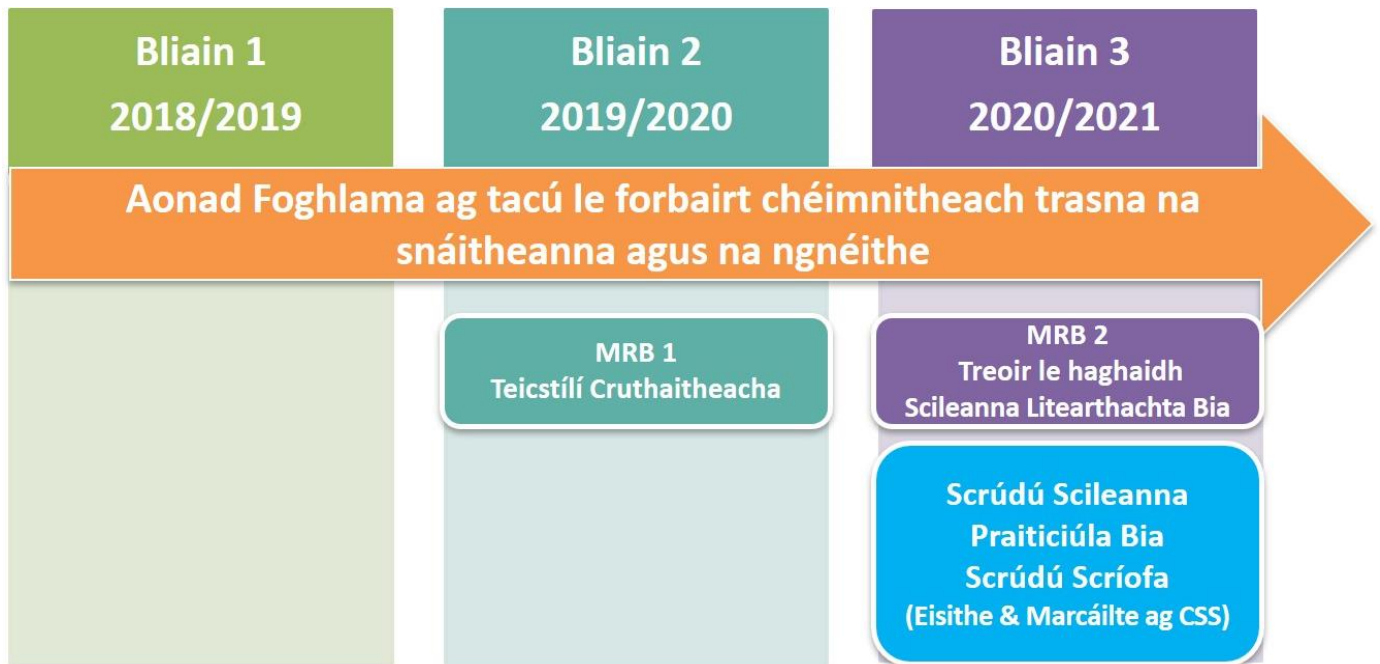 Bliain 1
2018/2019
Bliain 2
2019/2020
Bliain 3
2020/2021
Aonad Foghlama ag tacú le forbairt chéimnitheach trasna na
snáitheanna agus na ngnéithe
MRB 1
Teicstílí Cruthaitheacha
MRB 2
Treoir le haghaidh
Scileanna Litearthachta Bia
Scrúdú Scileanna
Praiticiúla Bia
Scrúdú Scríofa
(Eisithe & Marcáilte ag CSS)